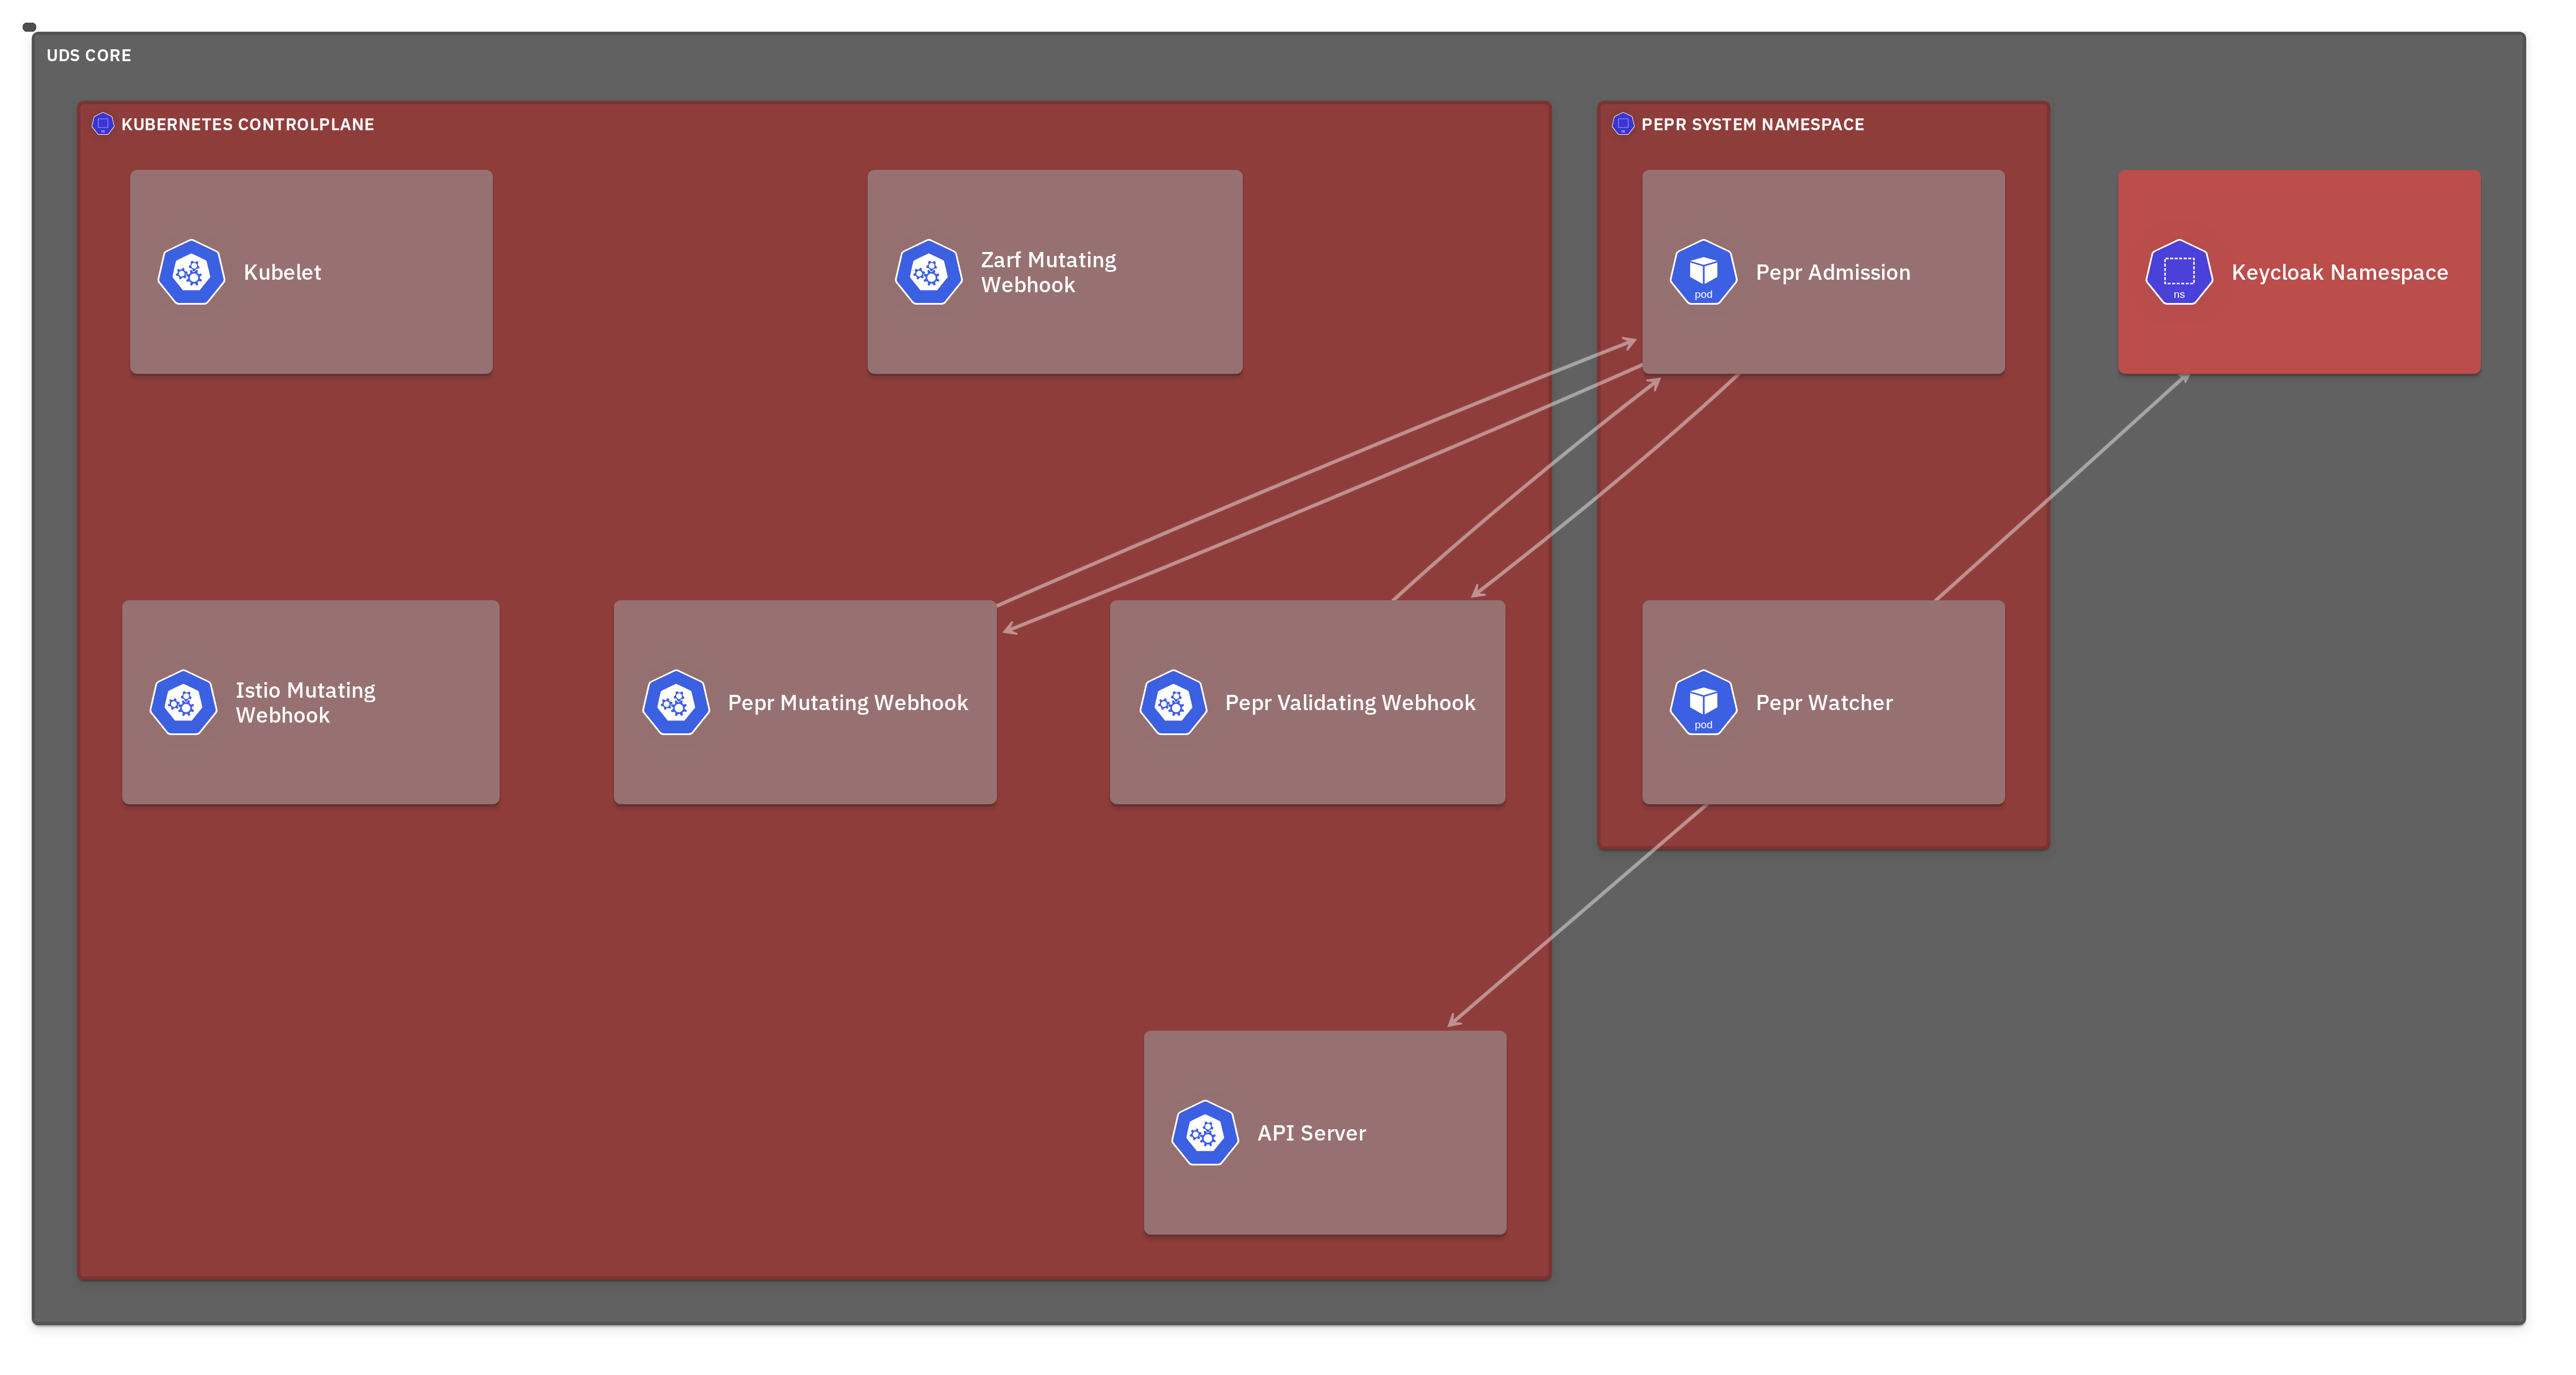 UDS CORE
KUBERNETES CONTROLPLANE
PEPR SYSTEM NAMESPACE
Kubelet
Zarf Mutating
Webhook
pod
Pepr Admission
ns
Keycloak Namespace
Istio Mutating
Webhook
Pepr Mutating Webhook
Pepr Validating Webhook
pod
Pepr Watcher
API Server